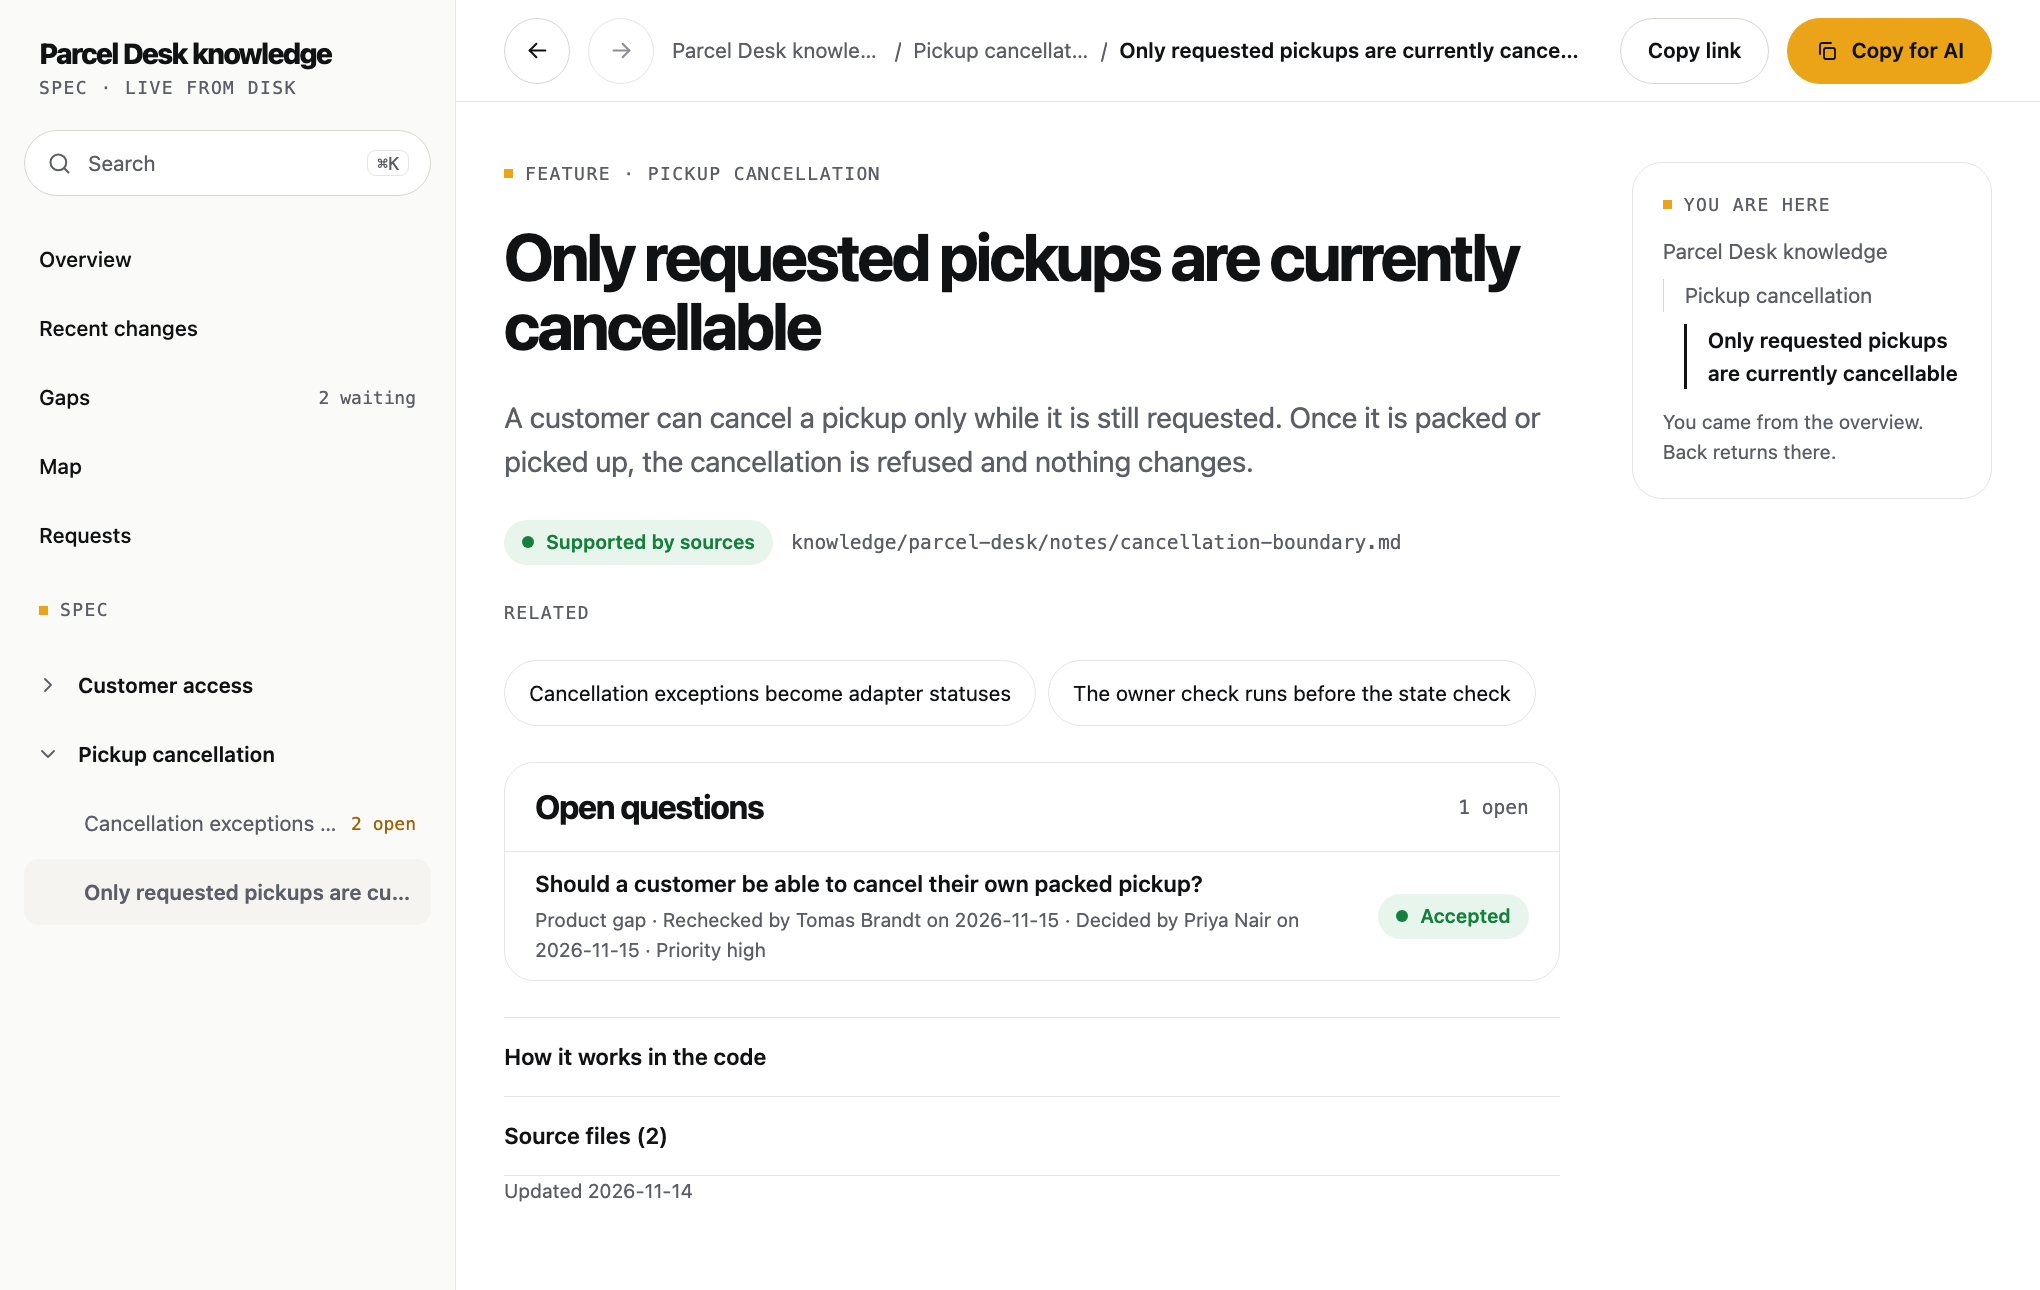 Parcel Desk knowledge
SPEC · LIVE FROM DISK
Search ⌘K
Overview
Recent changes
Gaps 2 waiting
Map
Requests
SPEC
Customer access
Pickup cancellation
Cancellation exceptions ... 2 open
Only requested pickups are cu...
Parcel Desk knowle... / Pickup cancellat... / Only requested pickups are currently cance...
Copy link
Copy for AI
FEATURE · PICKUP CANCELLATION
Only requested pickups are currently
cancellable
A customer can cancel a pickup only while it is still requested. Once it is packed or
picked up, the cancellation is refused and nothing changes.
Supported by sources knowledge/parcel-desk/notes/cancellation-boundary.md
RELATED
Cancellation exceptions become adapter statuses
The owner check runs before the state check
Open questions 1 open
Should a customer be able to cancel their own packed pickup?
Product gap · Rechecked by Tomas Brandt on 2026-11-15 · Decided by Priya Nair on
2026-11-15 · Priority high
Accepted
How it works in the code
Source files (2)
Updated 2026-11-14
YOU ARE HERE
Parcel Desk knowledge
Pickup cancellation
Only requested pickups
are currently cancellable
You came from the overview.
Back returns there.